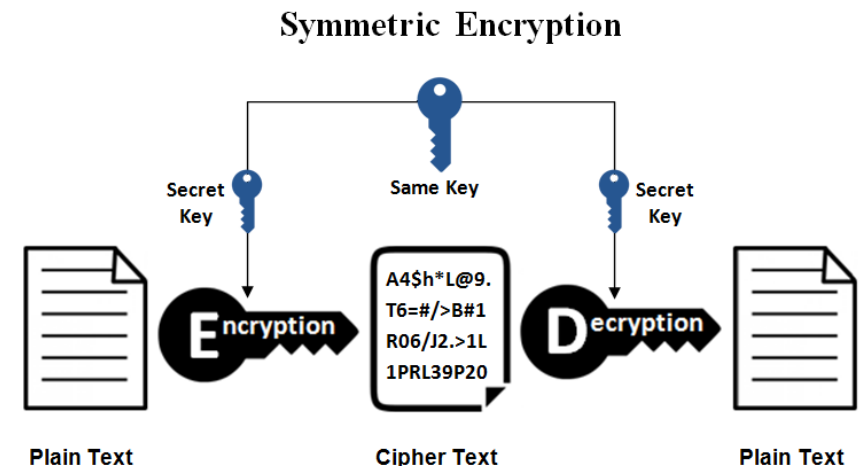 Symmetric Encryption
Same Key
Secret
Key
Secret
Key
Encryption
A4$h*L@9.
T6=#/>B#1
R06/J2.>1L
1PRL39P20
Decryption
Plain Text
Cipher Text
Plain Text